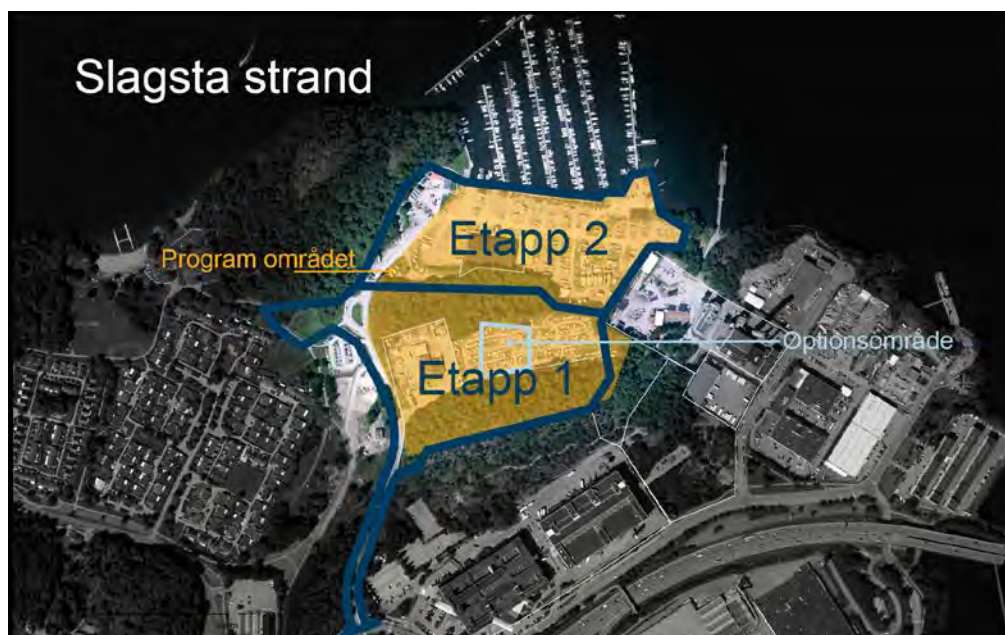 Slagsta strand
Etapp 2
Program området
Optionsområde
Etapp 1